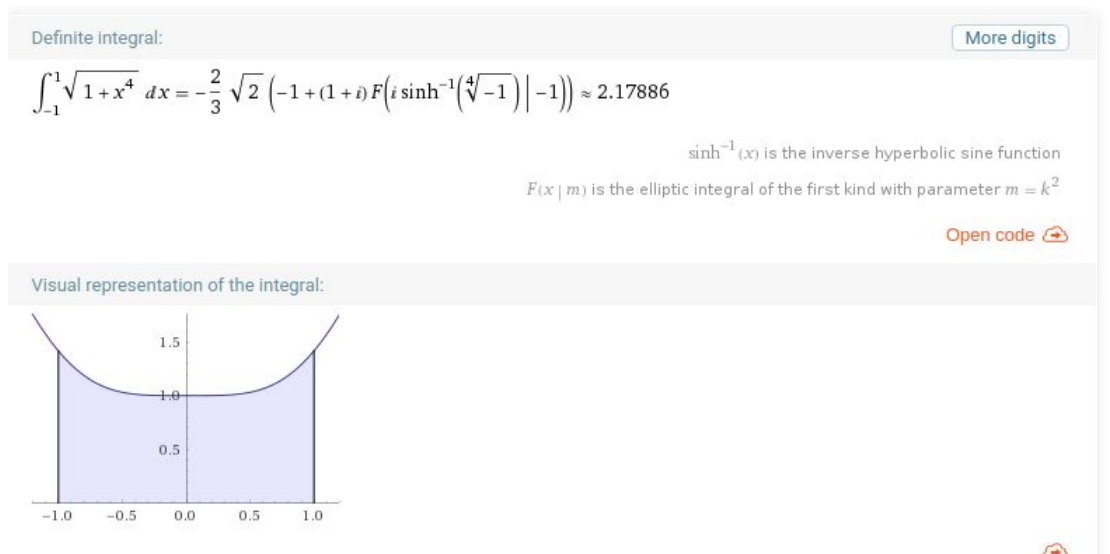 Definite integral:
More digits
∫₋₁¹ √(1+x⁴) dx = -2/3 √2 (-1+(1+i) F(i sinh⁻¹(∜-1) | -1)) ≈ 2.17886
sinh⁻¹(x) is the inverse hyperbolic sine function
F(x | m) is the elliptic integral of the first kind with parameter m = k²
Open code
Visual representation of the integral:
1.5
1.0
0.5
-1.0 -0.5 0.0 0.5 1.0